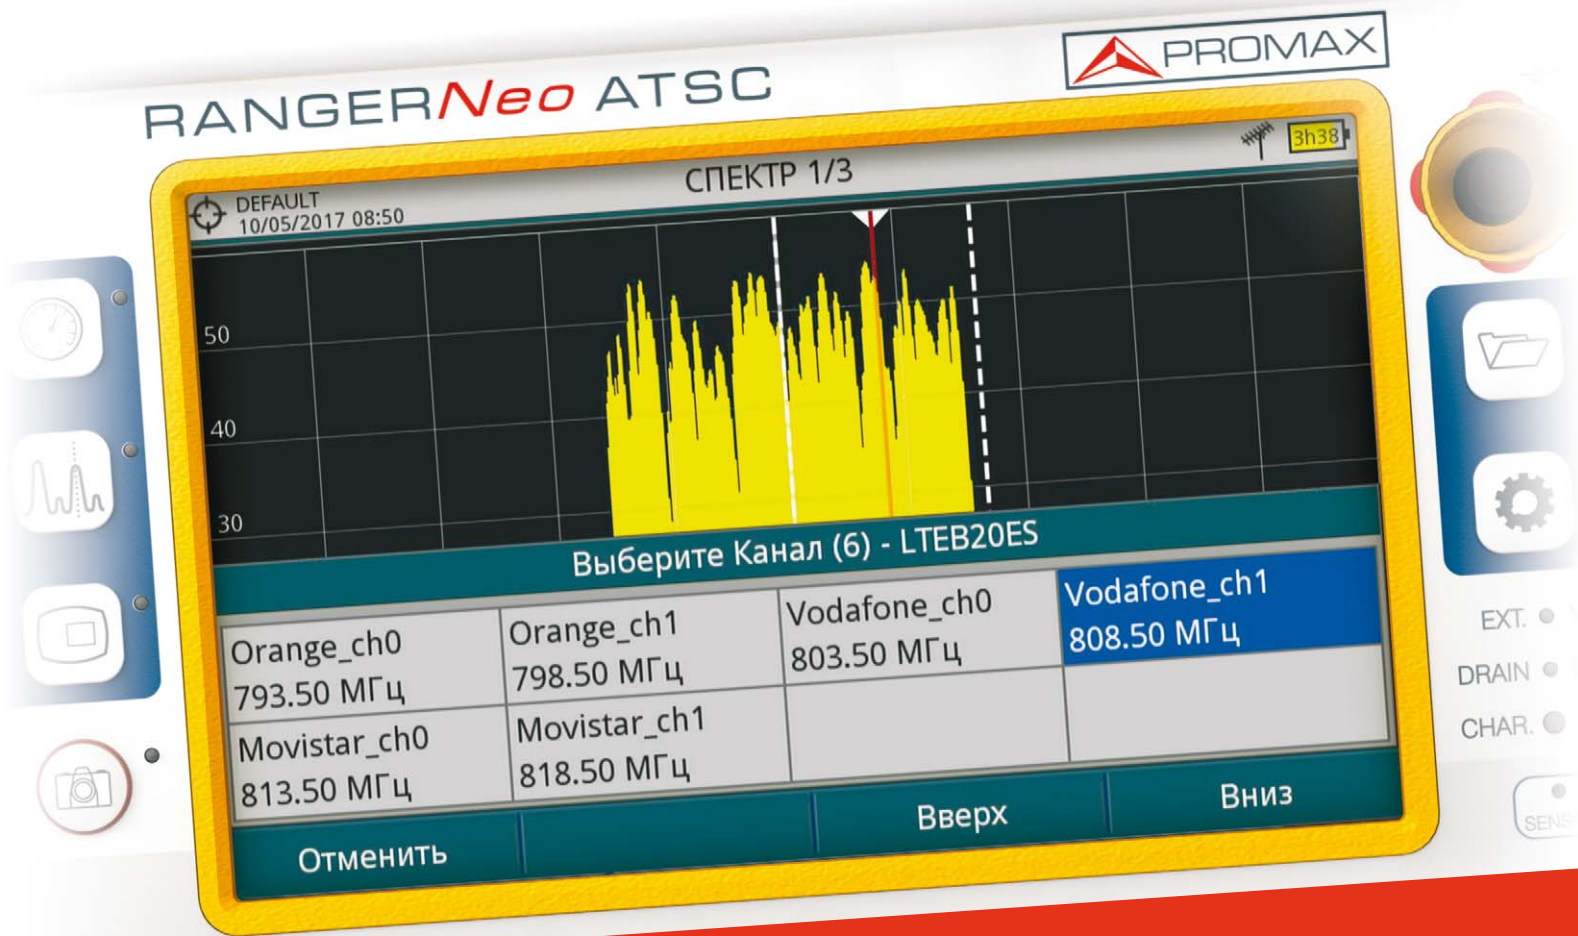 RANGERNeo ATSC
PROMAX
DEFAULT
10/05/2017 08:50
СПЕКТР 1/3
3h38
50
40
30
Выберите Канал (6) - LTEB20ES
Orange_ch0
793.50 МГц
Orange_ch1
798.50 МГц
Vodafone_ch0
803.50 МГц
Vodafone_ch1
808.50 МГц
Movistar_ch0
813.50 МГц
Movistar_ch1
818.50 МГц
Отменить
Вверх
Вниз
EXT.
DRAIN
CHAR.
SENS